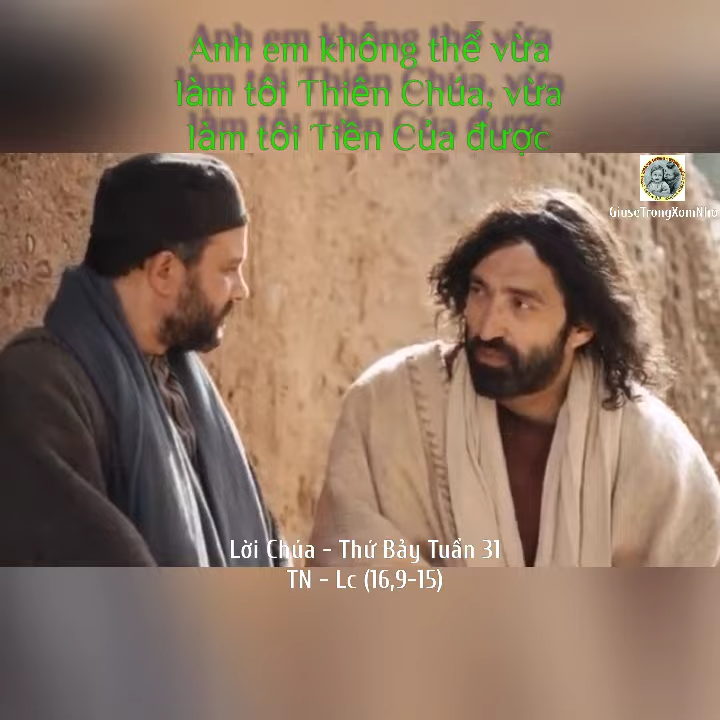 Anh em không thể vừa
làm tôi Thiên Chúa, vừa
làm tôi Tiền Của được
GiuseTrongXomNho
Lời Chúa - Thứ Bảy Tuần 31
TN - Lc (16,9-15)